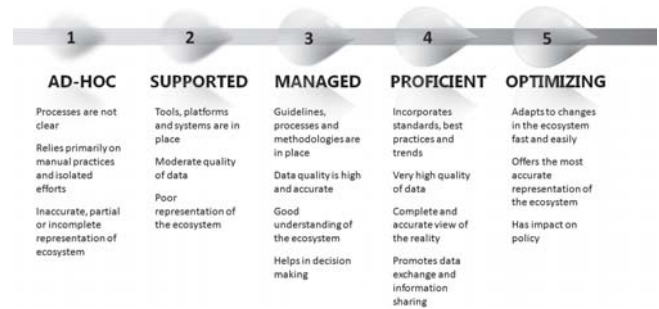 1
2
3
4
5
AD-HOC
Processes are not
clear
Relies primarily on
manual practices
and isolated
efforts
Inaccurate, partial
or incomplete
representation of
ecosystem
SUPPORTED
Tools, platforms
and systems are in
place
Moderate quality
of data
Poor
representation of
the ecosystem
MANAGED
Guidelines,
processes and
methodologies are
in place
Data quality is high
and accurate
Good
understanding of
the ecosystem
Helps in decision
making
PROFICIENT
Incorporates
standards, best
practices and
trends
Very high quality
of data
Complete and
accurate view of
the reality
Promotes data
exchange and
information
sharing
OPTIMIZING
Adapts to changes
in the ecosystem
fast and easily
Offers the most
accurate
representation of
the ecosystem
Has impact on
policy